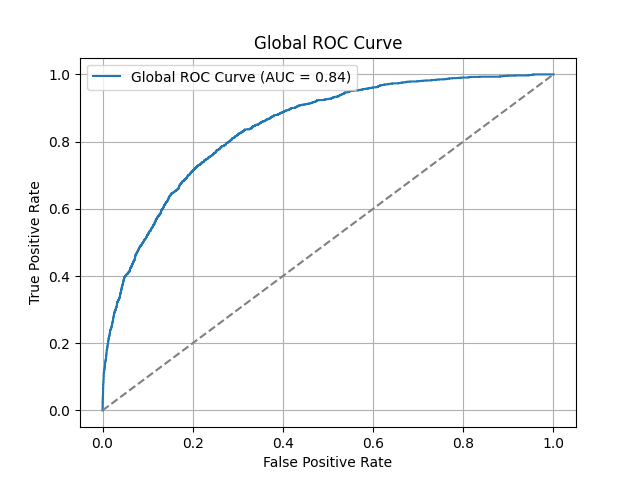 Global ROC Curve
Global ROC Curve (AUC = 0.84)
1.0
0.8
0.6
0.4
0.2
0.0
True Positive Rate
0.0 0.2 0.4 0.6 0.8 1.0
False Positive Rate